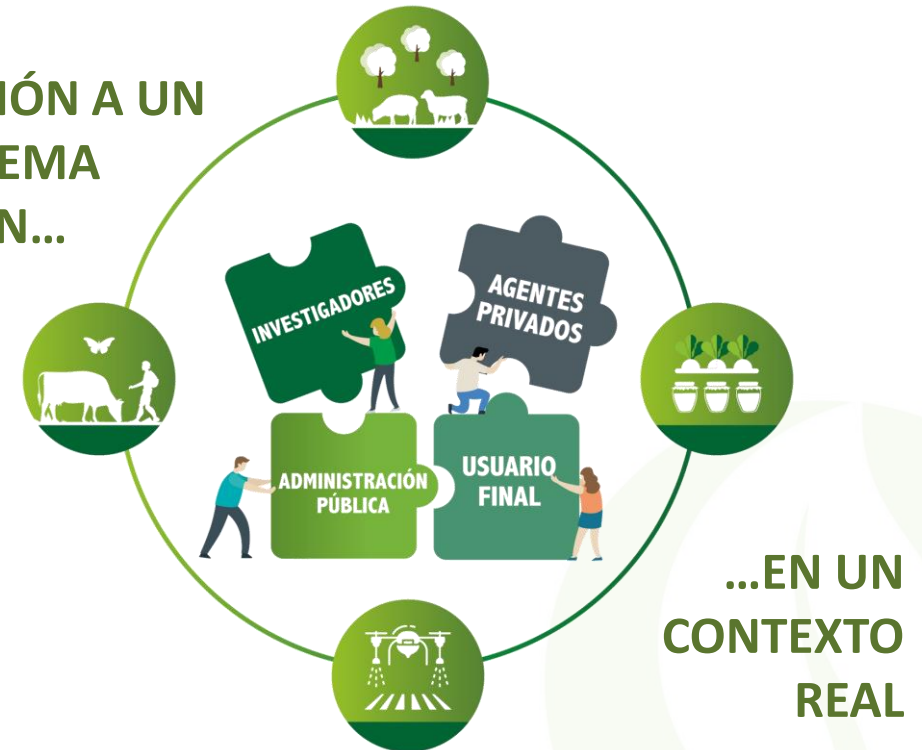 IÓN A UN
EMA
N...
INVESTIGADORES
AGENTES
PRIVADOS
ADMINISTRACIÓN
PÚBLICA
USUARIO
FINAL
...EN UN
CONTEXTO
REAL